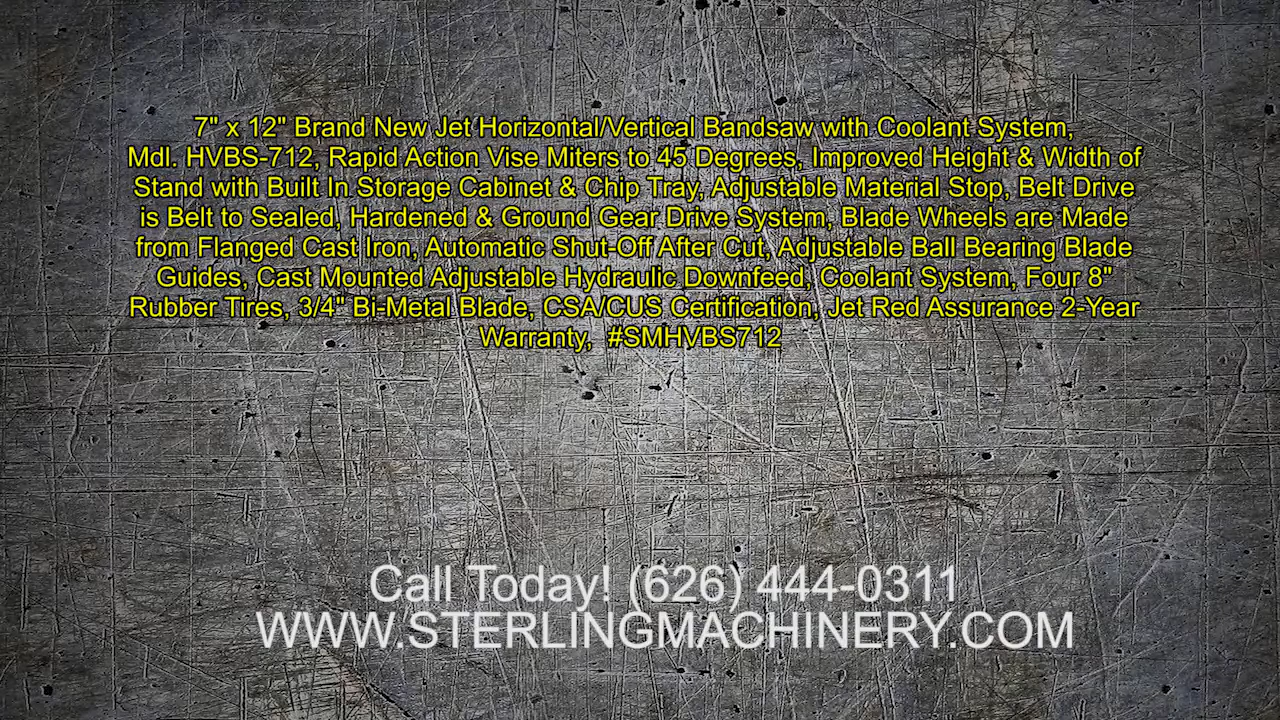 7" x 12" Brand New Jet Horizontal/Vertical Bandsaw with Coolant System,
Mdl. HVBS-712, Rapid Action Vise Miters to 45 Degrees, Improved Height & Width of
Stand with Built In Storage Cabinet & Chip Tray, Adjustable Material Stop, Belt Drive
is Belt to Sealed, Hardened & Ground Gear Drive System, Blade Wheels are Made
from Flanged Cast Iron, Automatic Shut-Off After Cut, Adjustable Ball Bearing Blade
Guides, Cast Mounted Adjustable Hydraulic Downfeed, Coolant System, Four 8"
Rubber Tires, 3/4" Bi-Metal Blade, CSA/CUS Certification, Jet Red Assurance 2-Year
Warranty,  #SMHVBS712
Call Today! (626) 444-0311
WWW.STERLINGMACHINERY.COM